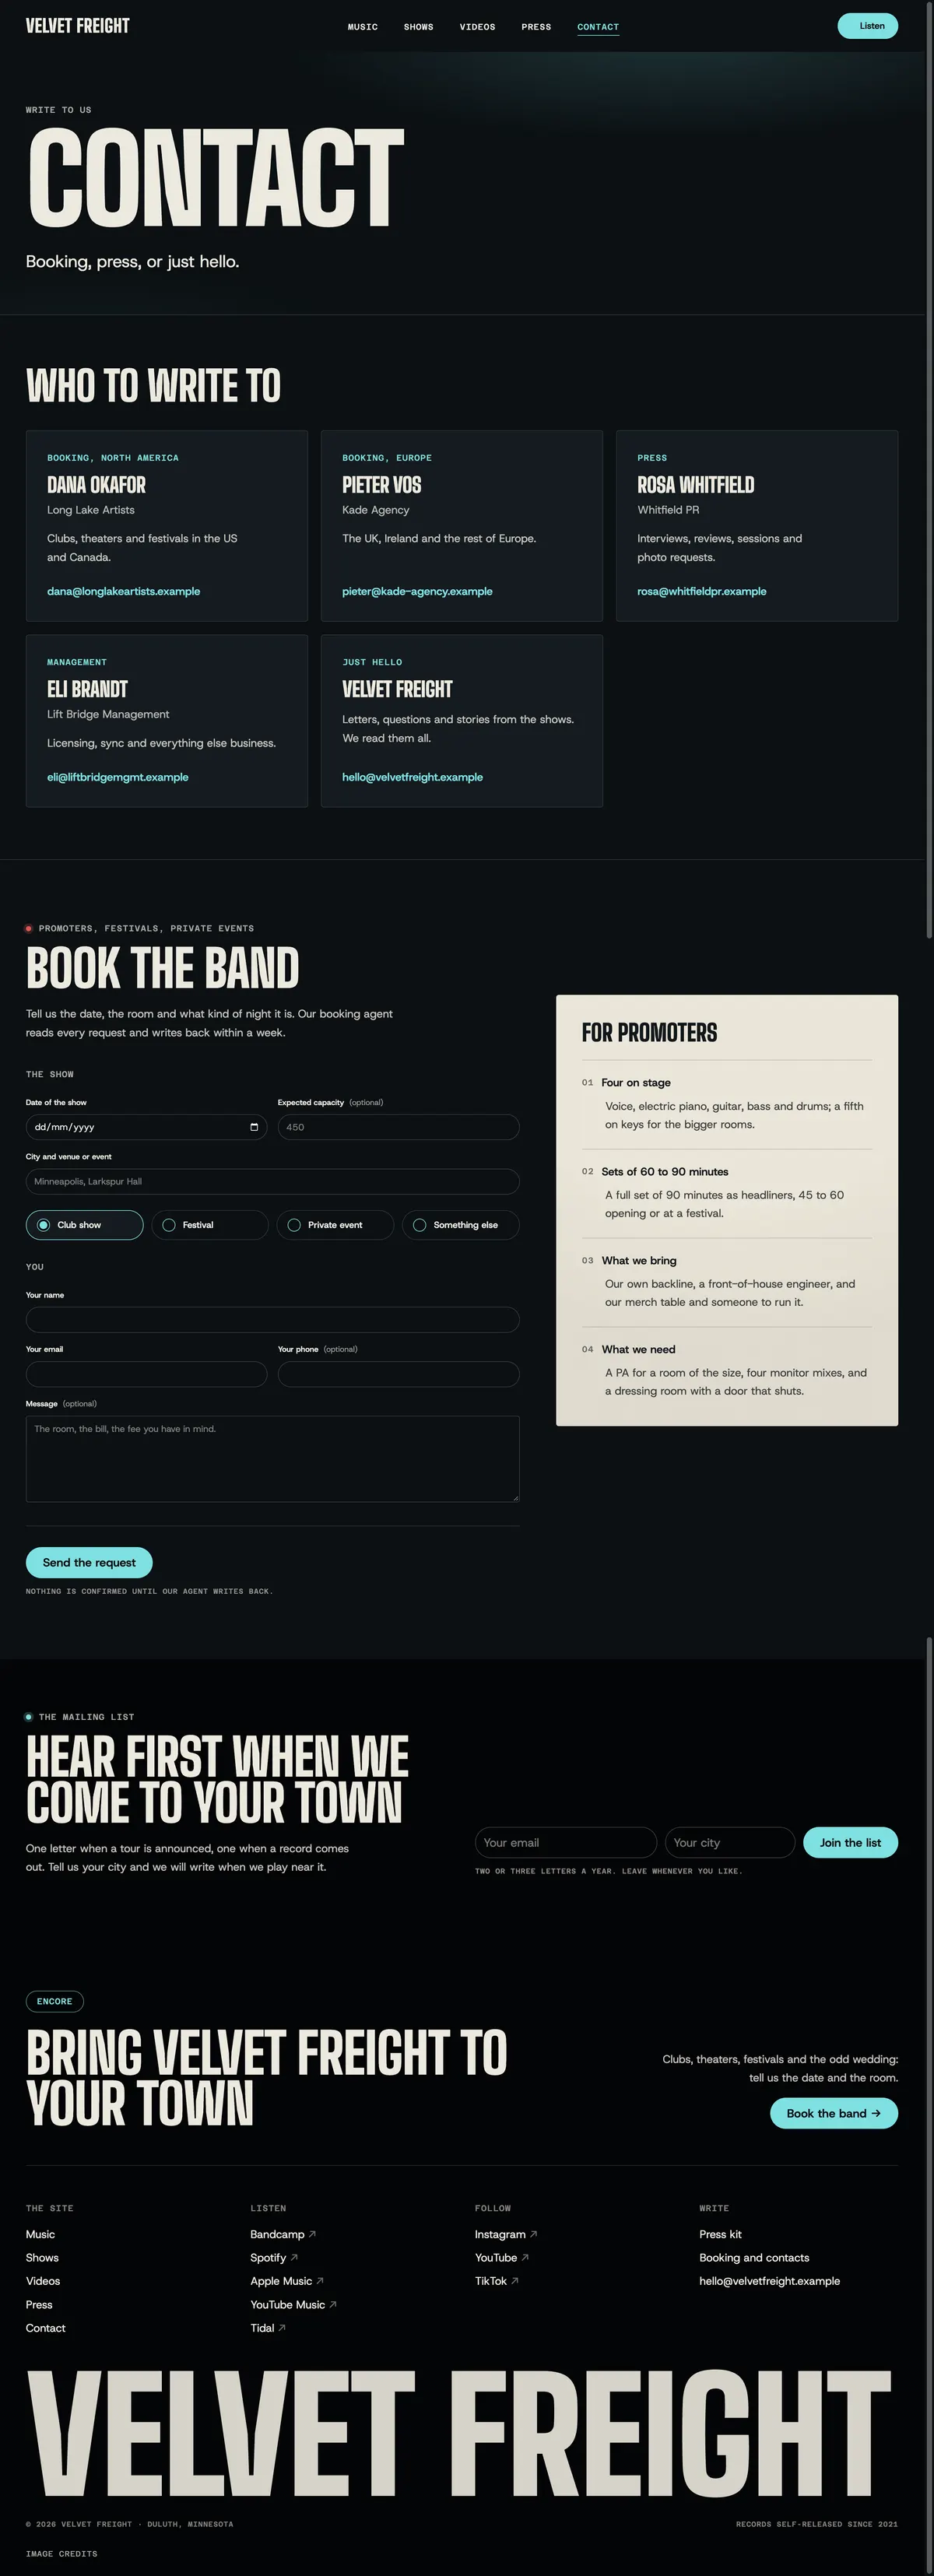 VELVET FREIGHT
MUSIC
SHOWS
VIDEOS
PRESS
CONTACT
Listen
WRITE TO US
CONTACT
Booking, press, or just hello.
WHO TO WRITE TO
BOOKING, NORTH AMERICA
DANA OKAFOR
Long Lake Artists
Clubs, theaters and festivals in the US
and Canada.
dana@longlakeartists.example
BOOKING, EUROPE
PIETER VOS
Kade Agency
The UK, Ireland and the rest of Europe.
pieter@kade-agency.example
PRESS
ROSA WHITFIELD
Whitfield PR
Interviews, reviews, sessions and
photo requests.
rosa@whitfieldpr.example
MANAGEMENT
ELI BRANDT
Lift Bridge Management
Licensing, sync and everything else business.
eli@liftbridgemgmt.example
JUST HELLO
VELVET FREIGHT
Letters, questions and stories from the shows.
We read them all.
hello@velvetfreight.example
PROMOTERS, FESTIVALS, PRIVATE EVENTS
BOOK THE BAND
Tell us the date, the room and what kind of night it is. Our booking agent
reads every request and writes back within a week.
THE SHOW
Date of the show
dd/mm/yyyy
Expected capacity (optional)
450
City and venue or event
Minneapolis, Larkspur Hall
Club show
Festival
Private event
Something else
YOU
Your name
Your email
Your phone (optional)
Message (optional)
The room, the bill, the fee you have in mind.
Send the request
NOTHING IS CONFIRMED UNTIL OUR AGENT WRITES BACK.
FOR PROMOTERS
01 Four on stage
Voice, electric piano, guitar, bass and drums; a fifth
on keys for the bigger rooms.
02 Sets of 60 to 90 minutes
A full set of 90 minutes as headliners, 45 to 60
opening or at a festival.
03 What we bring
Our own backline, a front-of-house engineer, and
our merch table and someone to run it.
04 What we need
A PA for a room of the size, four monitor mixes, and
a dressing room with a door that shuts.
THE MAILING LIST
HEAR FIRST WHEN WE
COME TO YOUR TOWN
One letter when a tour is announced, one when a record comes
out. Tell us your city and we will write when we play near it.
Your email
Your city
Join the list
TWO OR THREE LETTERS A YEAR. LEAVE WHENEVER YOU LIKE.
ENCORE
BRING VELVET FREIGHT TO
YOUR TOWN
Clubs, theaters, festivals and the odd wedding:
tell us the date and the room.
Book the band →
THE SITE
Music
Shows
Videos
Press
Contact
LISTEN
Bandcamp ↗
Spotify ↗
Apple Music ↗
YouTube Music ↗
Tidal ↗
FOLLOW
Instagram ↗
YouTube ↗
TikTok ↗
WRITE
Press kit
Booking and contacts
hello@velvetfreight.example
VELVET FREIGHT
© 2026 VELVET FREIGHT · DULUTH, MINNESOTA
RECORDS SELF-RELEASED SINCE 2021
IMAGE CREDITS